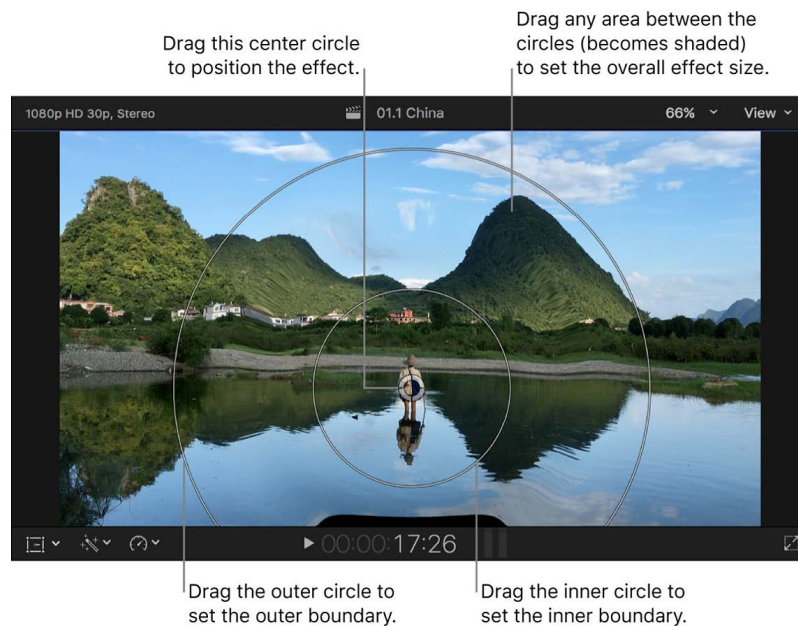 Drag this center circle
to position the effect.
Drag any area between the
circles (becomes shaded)
to set the overall effect size.
1080p HD 30p, Stereo
01.1 China
66%
View
00:00:17:26
Drag the outer circle to
set the outer boundary.
Drag the inner circle to
set the inner boundary.